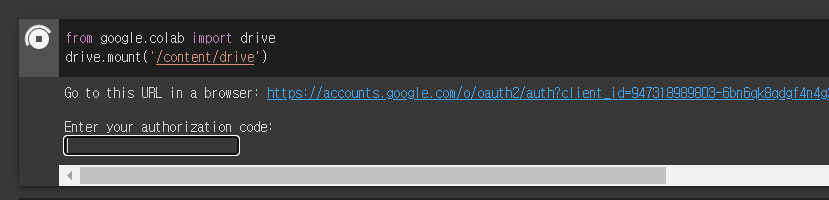 from google.colab import drive
drive.mount('/content/drive')
Go to this URL in a browser: https://accounts.google.com/o/oauth2/auth?client_id=947318989803-6bn6qk8qdgf4n4g
Enter your authorization code: